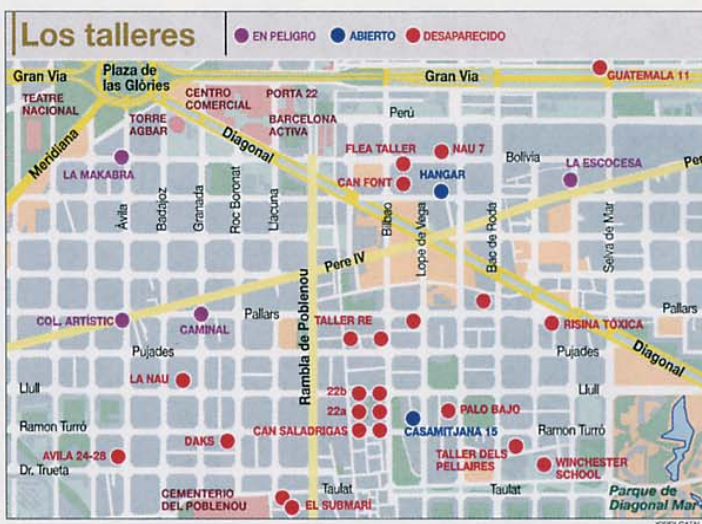 Los talleres
EN PELIGRO
ABIERTO
DESAPARECIDO
Gran Via
Plaza de
las Glòries
Gran Via
GUATEMALA 11
TEATRE
NACIONAL
CENTRO
COMERCIAL
PORTA 22
TORRE
AGBAR
BARCELONA
ACTIVA
Perú
Meridiana
Diagonal
FLEA TALLER
NAU 7
Bolívia
LA MAKABRA
CAN FONT
HANGAR
LA ESCOCESA
Àvila
Badajoz
Granada
Roc Boronat
Llacuna
Bilbao
Lope de Vega
Bac de Roda
Selva de Mar
Pere IV
Rambla de Poblenou
COL. ARTÍSTIC
CAMINAL
Pallars
TALLER RE
RISINA TÓXICA
Pallars
Pujades
Pujades
Diagonal
Llull
LA NAU
22b
Llull
22a
PALO BAJO
Ramon Turró
DAKS
CAN SALADRIGAS
CASAMITJANA 15
Ramon Turró
AVILA 24-28
TALLER DELS
PELLAIRES
WINCHESTER
SCHOOL
Dr. Trueta
CEMENTERIO
DEL POBLENOU
Taulat
EL SUBMARÍ
Taulat
Parque de
Diagonal Mar